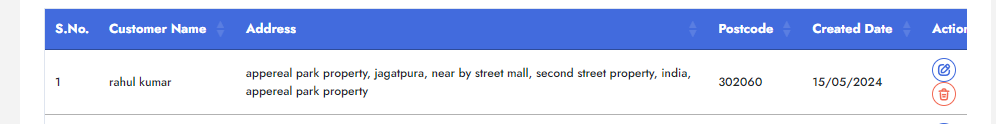 S.No. Customer Name Address Postcode Created Date Action
1 rahul kumar appereal park property, jagatpura, near by street mall, second street property, india, 302060 15/05/2024
appereal park property